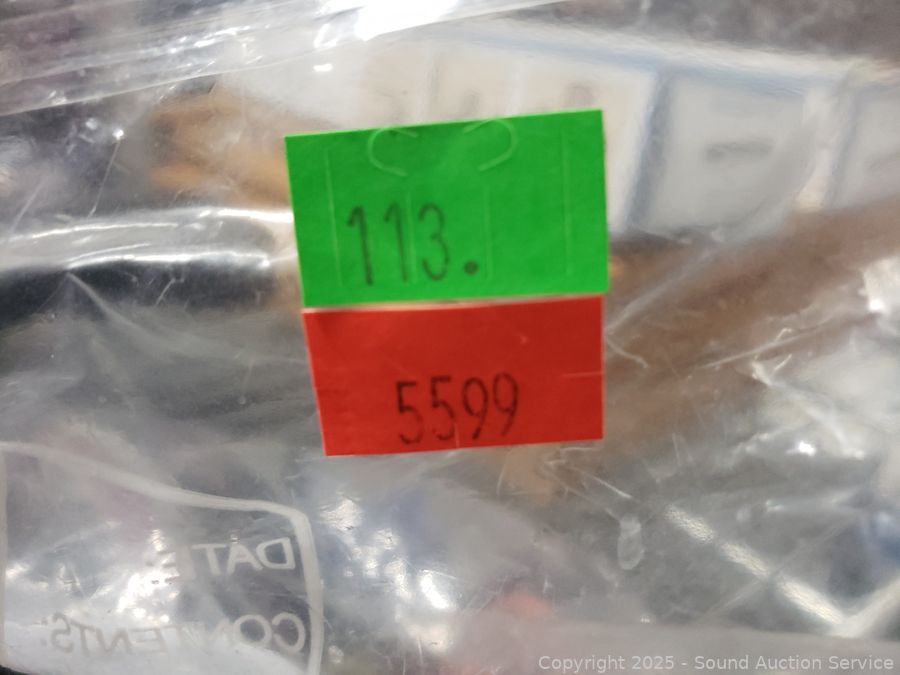 113.
5599
DATE:
CONTENTS:
Copyright 2025 - Sound Auction Service